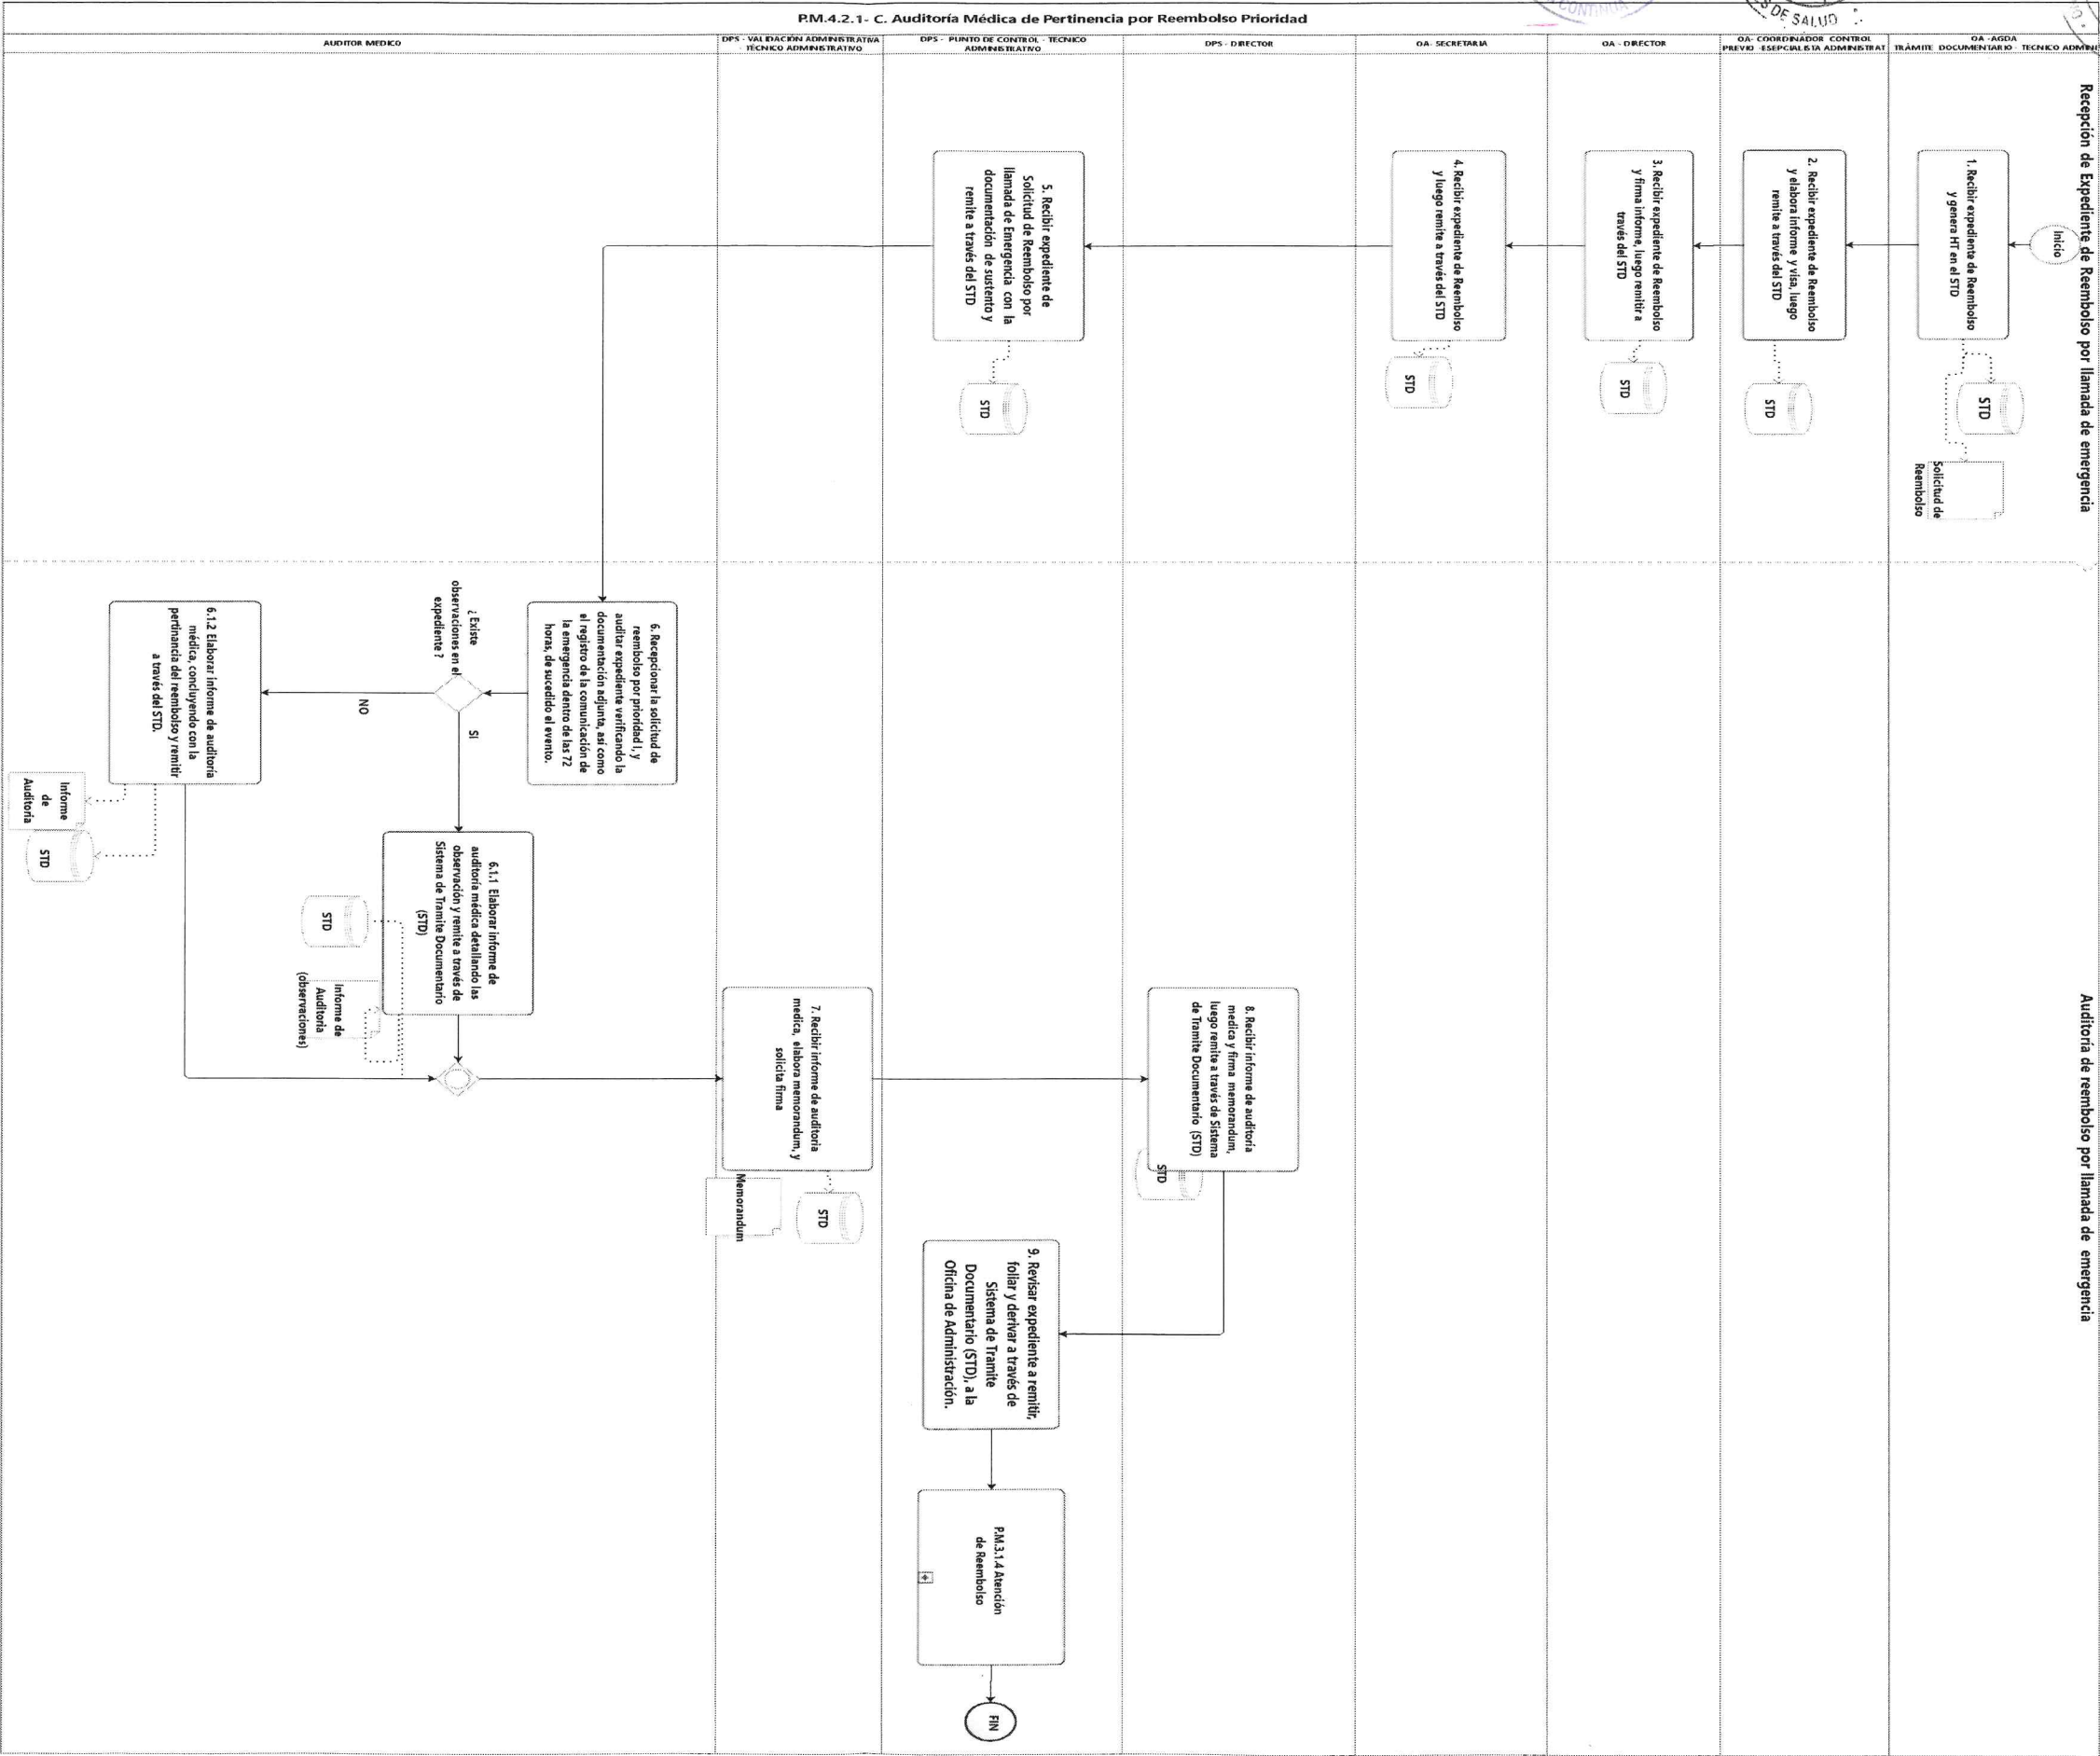 P.M.4.2.1- C. Auditoría Médica de Pertinencia por Reembolso Prioridad
CONTINUA
S DE SALUD
AUDITOR MEDICO
DPS - VALIDACIÓN ADMINISTRATIVA
- TÉCNICO ADMINISTRATIVO
DPS - PUNTO DE CONTROL - TECNICO
ADMINISTRATIVO
DPS - DIRECTOR
OA- SECRETARIA
OA - DIRECTOR
OA- COORDINADOR CONTROL
PREVIO -ESEPCIALISTA ADMINISTRAT
OA -AGDA
TRÁMITE DOCUMENTARIO - TECNICO ADMINI
Recepción de Expediente de Reembolso por llamada de emergencia
Inicio
1. Recibir expediente de Reembolso
y genera HT en el STD
STD
Solicitud de
Reembolso
2. Recibir expediente de Reembolso
y elabora informe y visa, luego
remite a través del STD
STD
3. Recibir expediente de Reembolso
y firma informe, luego remitir a
través del STD
STD
4. Recibir expediente de Reembolso
y luego remite a través del STD
STD
5. Recibir expediente de
Solicitud de Reembolso por
llamada de Emergencia con la
documentación de sustento y
remite a través del STD
STD
Auditoría de reembolso por llamada de emergencia
6. Recepcionar la solicitud de
reembolso por prioridad I, y
auditar expediente verificando la
documentación adjunta, así como
el registro de la comunicación de
la emergencia dentro de las 72
horas, de sucedido el evento.
¿ Existe
observaciones en el
expediente ?
SI
NO
6.1.1 Elaborar informe de
auditoría médica detallando las
observación y remite a través de
Sistema de Tramite Documentario
(STD)
STD
Informe de
Auditoria
(observaciones)
6.1.2 Elaborar informe de auditoría
médica, concluyendo con la
pertinancia del reembolso y remitir
a través del STD.
Informe
de
Auditoria
STD
7. Recibir informe de auditoria
medica, elabora memorandum, y
solicita firma
STD
Memorandum
8. Recibir informe de auditoría
medica y firma memorandum,
luego remite a través de Sistema
de Tramite Documentario (STD)
STD
9. Revisar expediente a remitir,
foliar y derivar a través de
Sistema de Tramite
Documentario (STD), a la
Oficina de Administración.
P.M.3.1.4 Atención
de Reembolso
FIN